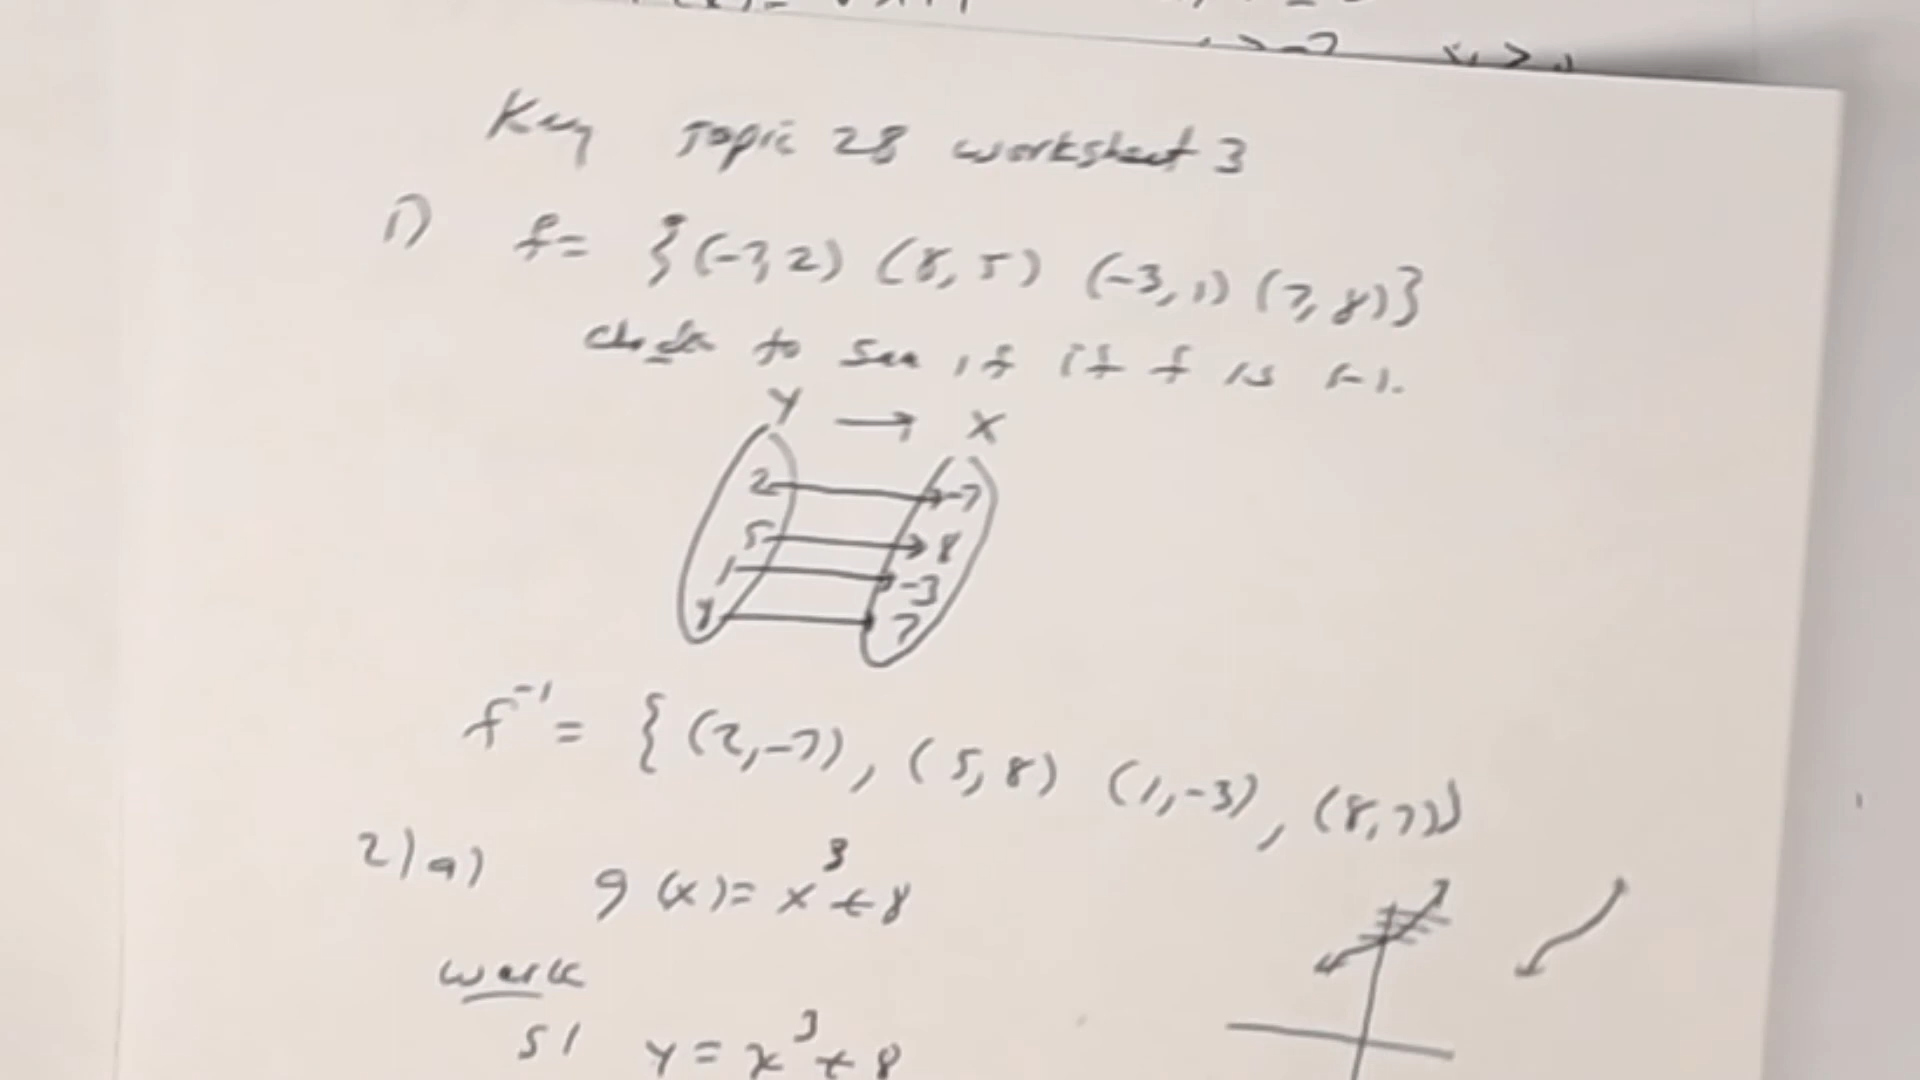 Key Topic 28 worksheet 3
1) f = {(-7,2) (8,5) (-3,1) (7,8)}
check to see if if f is 1-1.
Y → X
2 -7
5 8
1 -3
8 7
f⁻¹ = {(2,-7), (5,8) (1,-3), (8,7)}
2) a) g(x) = x³+8
work
S1 y = x³+8